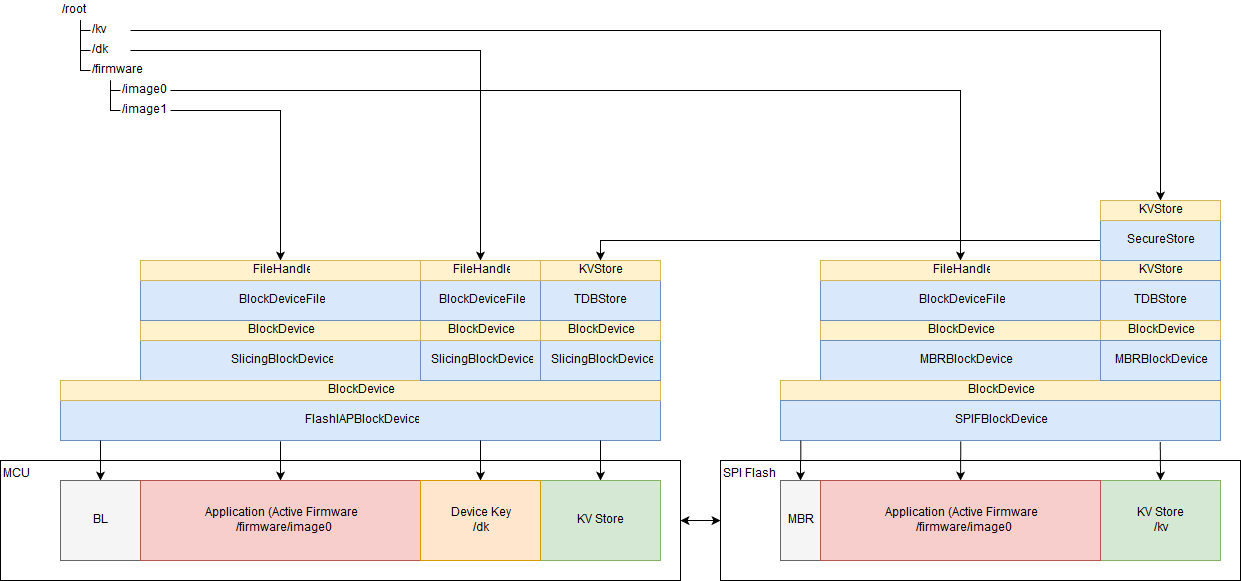 /root
/kv
/dk
/firmware
/image0
/image1
KVStore
SecureStore
FileHandle
FileHandle
KVStore
FileHandle
KVStore
BlockDeviceFile
BlockDeviceFile
TDBStore
BlockDeviceFile
TDBStore
BlockDevice
BlockDevice
BlockDevice
BlockDevice
BlockDevice
SlicingBlockDevice
SlicingBlockDevice
SlicingBlockDevice
MBRBlockDevice
MBRBlockDevice
BlockDevice
BlockDevice
FlashIAPBlockDevice
SPIFBlockDevice
MCU
SPI Flash
BL
Application (Active Firmware
/firmware/image0
Device Key
/dk
KV Store
MBR
Application (Active Firmware
/firmware/image0
KV Store
/kv